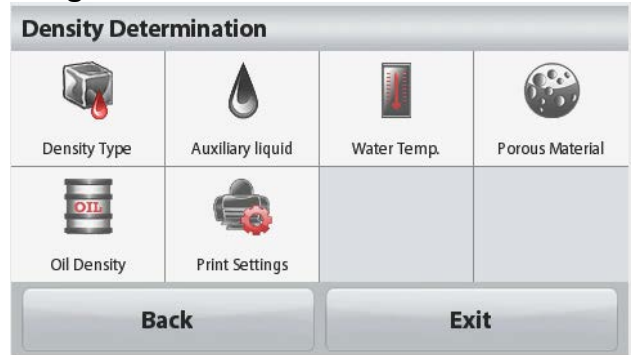 Density Determination
Density Type
Auxiliary liquid
Water Temp.
Porous Material
OIL
Oil Density
Print Settings
Back
Exit